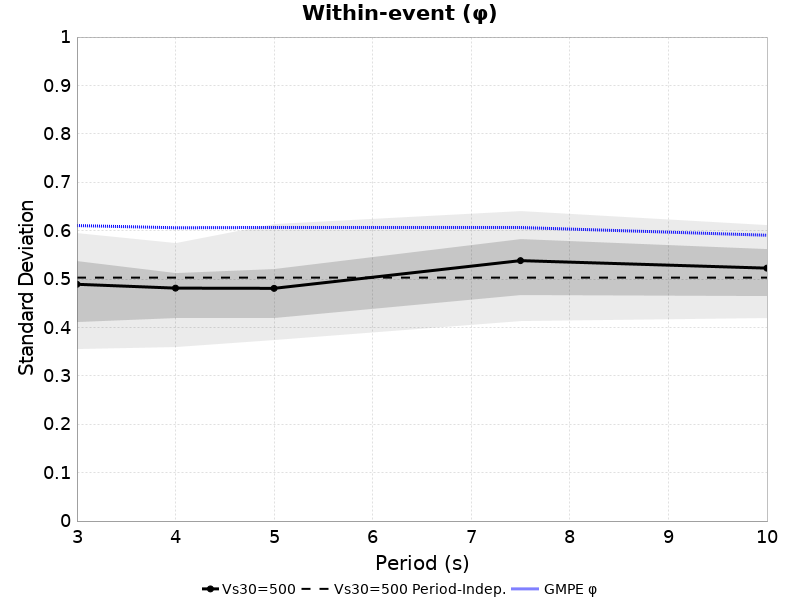 Within-event (φ)
1
0.9
0.8
0.7
0.6
0.5
0.4
0.3
0.2
0.1
0
Standard Deviation
3 4 5 6 7 8 9 10
Period (s)
Vs30=500 Vs30=500 Period-Indep. GMPE φ